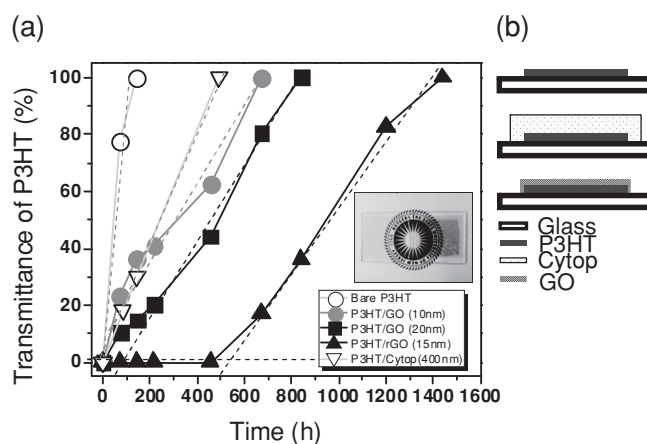 (a)
(b)
Transmittance of P3HT (%)
100
80
60
40
20
0
0 200 400 600 800 1000 1200 1400 1600
Time (h)
Bare P3HT
P3HT/GO (10nm)
P3HT/GO (20nm)
P3HT/rGO (15nm)
P3HT/Cytop(400nm)
Glass
P3HT
Cytop
GO